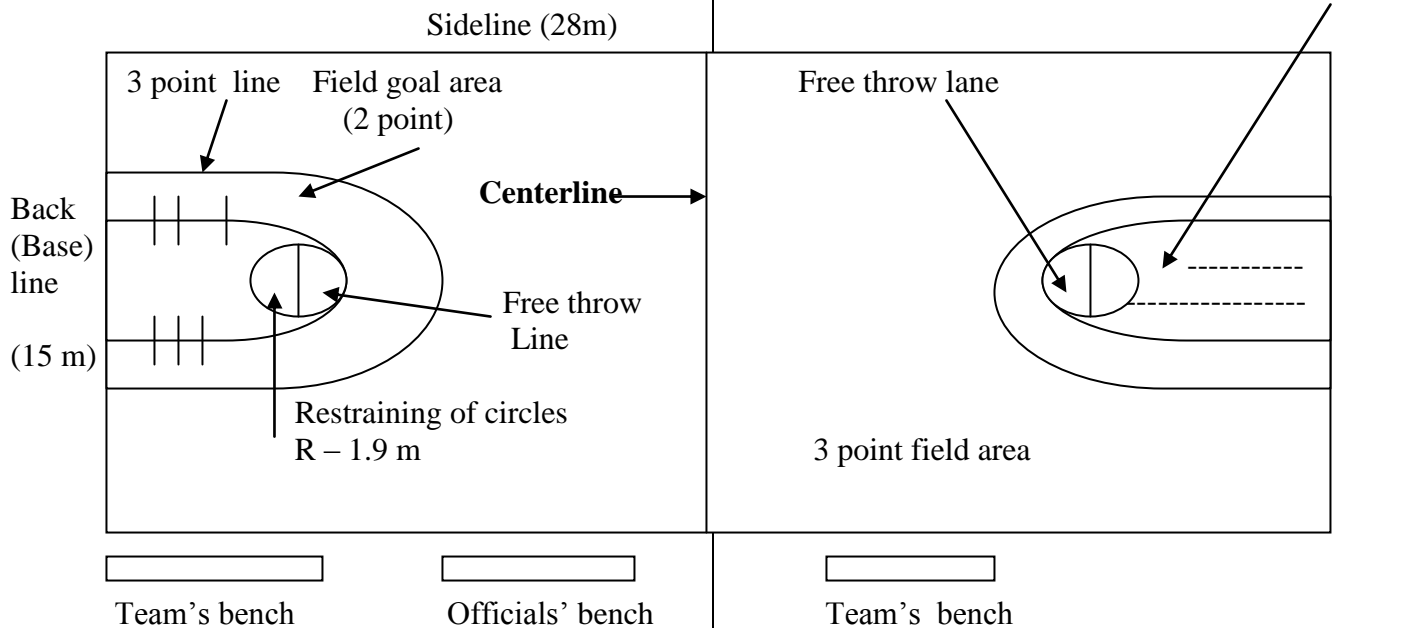 Sideline (28m)
3 point line
Field goal area
(2 point)
Free throw lane
Centerline
Back
(Base)
line
(15 m)
Free throw
Line
Restraining of circles
R – 1.9 m
3 point field area
Team’s bench
Officials’ bench
Team’s bench